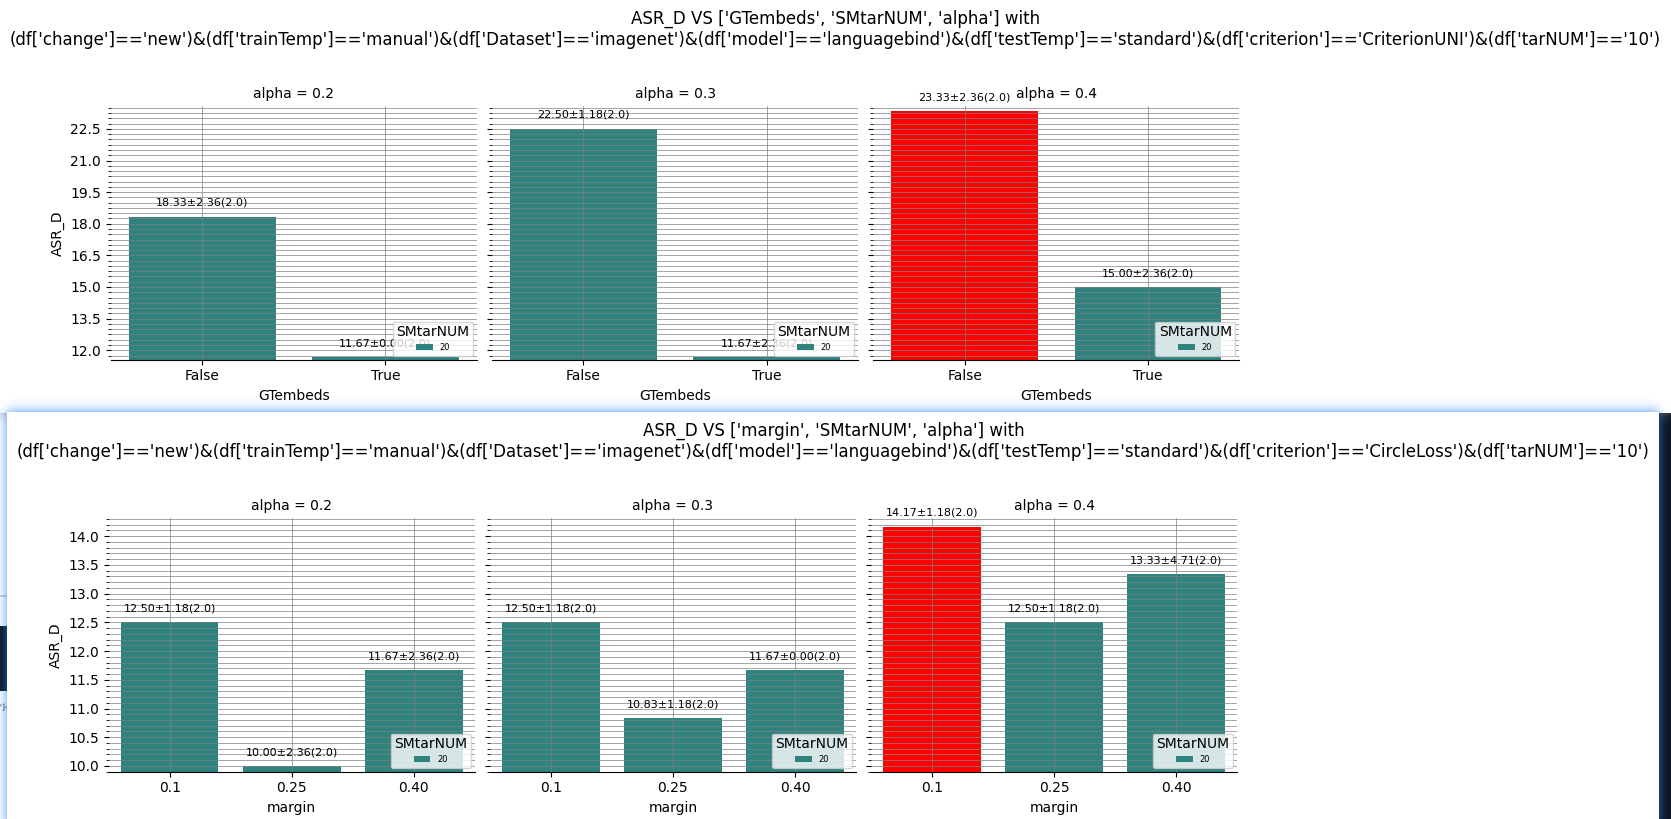 ASR_D VS ['GTembeds', 'SMtarNUM', 'alpha'] with
(df['change']=='new')&(df['trainTemp']=='manual')&(df['Dataset']=='imagenet')&(df['model']=='languagebind')&(df['testTemp']=='standard')&(df['criterion']=='CriterionUNI')&(df['tarNUM']=='10')
alpha = 0.2
alpha = 0.3
alpha = 0.4
23.33±2.36(2.0)
22.50±1.18(2.0)
18.33±2.36(2.0)
15.00±2.36(2.0)
11.67±0.00(2.0)
11.67±2.36(2.0)
22.5
21.0
19.5
18.0
16.5
15.0
13.5
12.0
ASR_D
SMtarNUM
20
SMtarNUM
20
SMtarNUM
20
False
True
False
True
False
True
GTembeds
GTembeds
GTembeds
ASR_D VS ['margin', 'SMtarNUM', 'alpha'] with
(df['change']=='new')&(df['trainTemp']=='manual')&(df['Dataset']=='imagenet')&(df['model']=='languagebind')&(df['testTemp']=='standard')&(df['criterion']=='CircleLoss')&(df['tarNUM']=='10')
alpha = 0.2
alpha = 0.3
alpha = 0.4
14.17±1.18(2.0)
13.33±4.71(2.0)
12.50±1.18(2.0)
12.50±1.18(2.0)
12.50±1.18(2.0)
11.67±2.36(2.0)
11.67±0.00(2.0)
10.83±1.18(2.0)
10.00±2.36(2.0)
14.0
13.5
13.0
12.5
12.0
11.5
11.0
10.5
10.0
ASR_D
SMtarNUM
20
SMtarNUM
20
SMtarNUM
20
0.1
0.25
0.40
0.1
0.25
0.40
0.1
0.25
0.40
margin
margin
margin